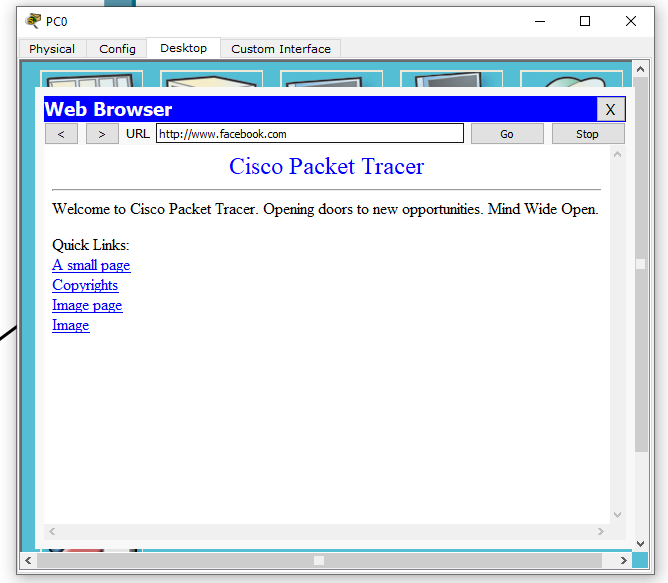 PC0
Physical Config Desktop Custom Interface
Web Browser X
< > URL http://www.facebook.com Go Stop
Cisco Packet Tracer
Welcome to Cisco Packet Tracer. Opening doors to new opportunities. Mind Wide Open.
Quick Links:
A small page
Copyrights
Image page
Image